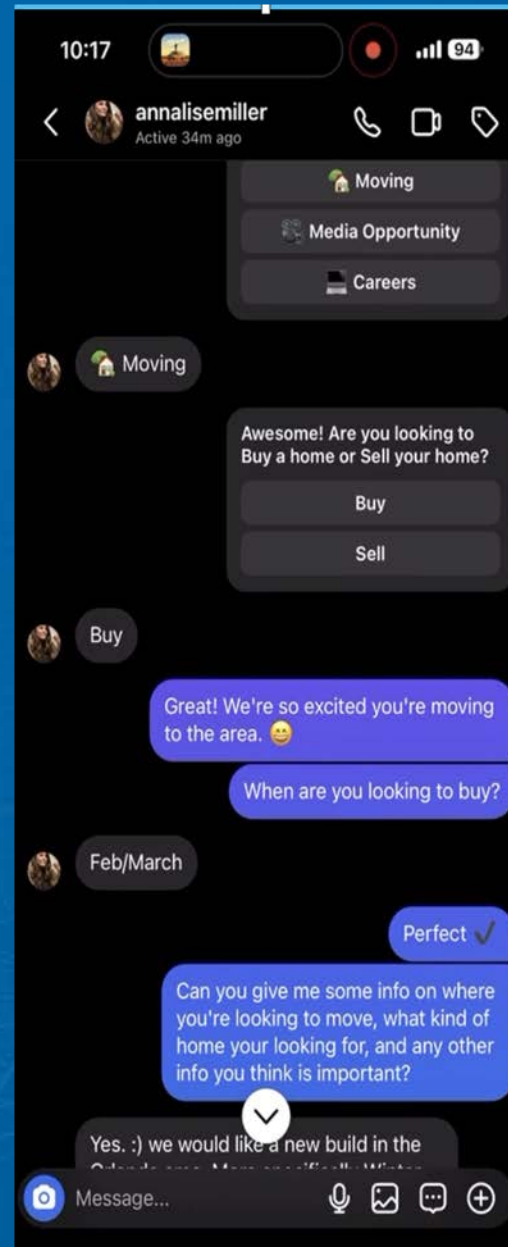 10:17
94
annalisemiller
Active 34m ago
🏡 Moving
Media Opportunity
Careers
🏡 Moving
Awesome! Are you looking to
Buy a home or Sell your home?
Buy
Sell
Buy
Great! We're so excited you're moving
to the area. 😄
When are you looking to buy?
Feb/March
Perfect ✔️
Can you give me some info on where
you're looking to move, what kind of
home your looking for, and any other
info you think is important?
Yes. :) we would like a new build in the
Message...